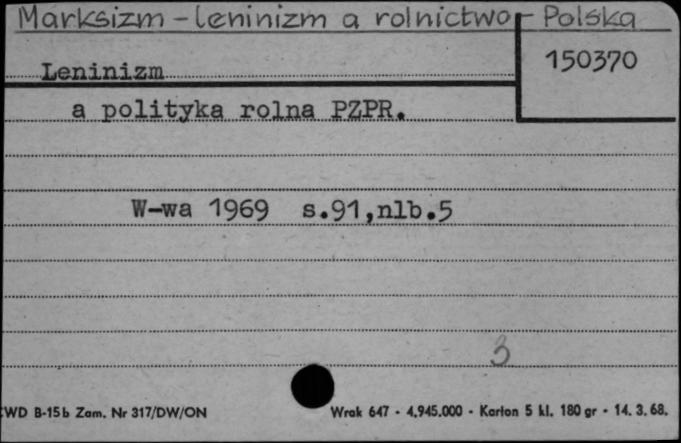 Marksizm - leninizm a rolnictwo - Polska
150370
Leninizm
a polityka rolna PZPR.
W-wa 1969 s.91,nlb.5
3
CWD B-15b Zam. Nr 317/DW/ON
Wrak 647 - 4,945.000 - Karton 5 kl. 180 gr - 14. 3. 68.